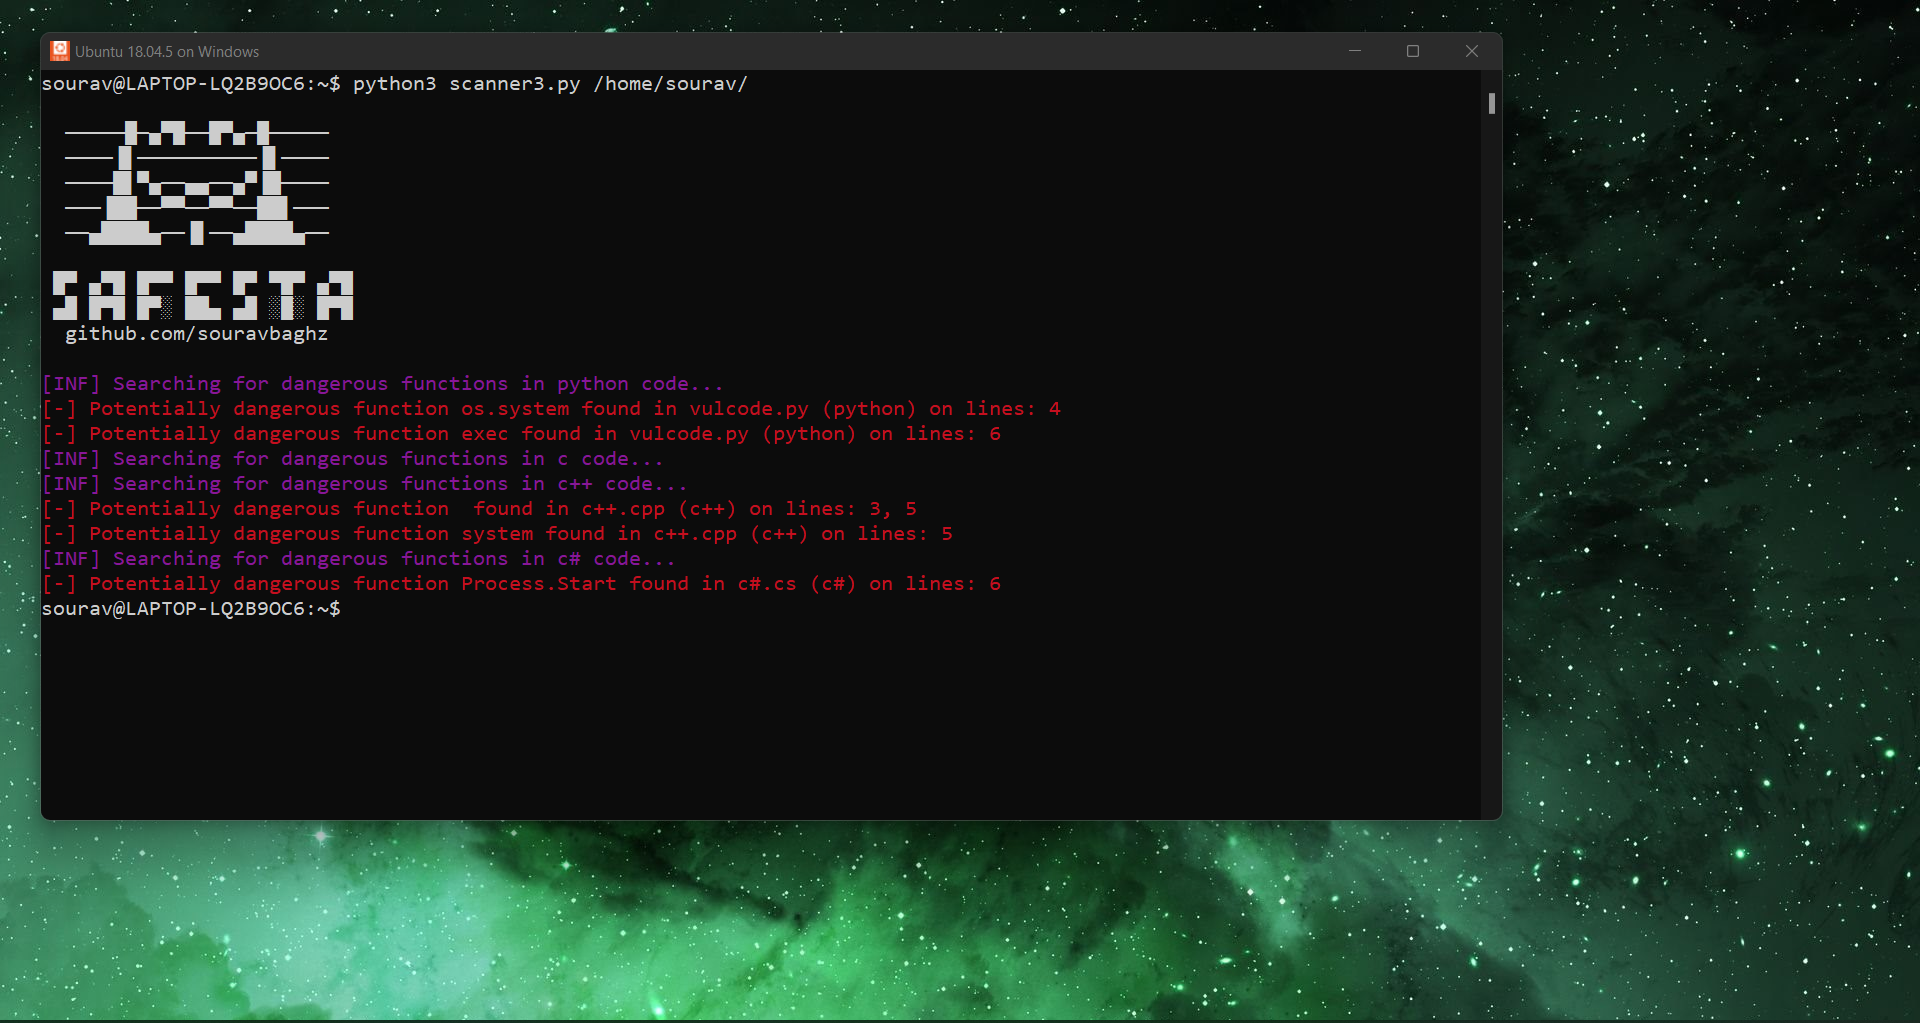 Ubuntu 18.04.5 on Windows
sourav@LAPTOP-LQ2B9OC6:~$ python3 scanner3.py /home/sourav/
SAFESTA
github.com/souravbaghz
[INF] Searching for dangerous functions in python code...
[-] Potentially dangerous function os.system found in vulcode.py (python) on lines: 4
[-] Potentially dangerous function exec found in vulcode.py (python) on lines: 6
[INF] Searching for dangerous functions in c code...
[INF] Searching for dangerous functions in c++ code...
[-] Potentially dangerous function  found in c++.cpp (c++) on lines: 3, 5
[-] Potentially dangerous function system found in c++.cpp (c++) on lines: 5
[INF] Searching for dangerous functions in c# code...
[-] Potentially dangerous function Process.Start found in c#.cs (c#) on lines: 6
sourav@LAPTOP-LQ2B9OC6:~$